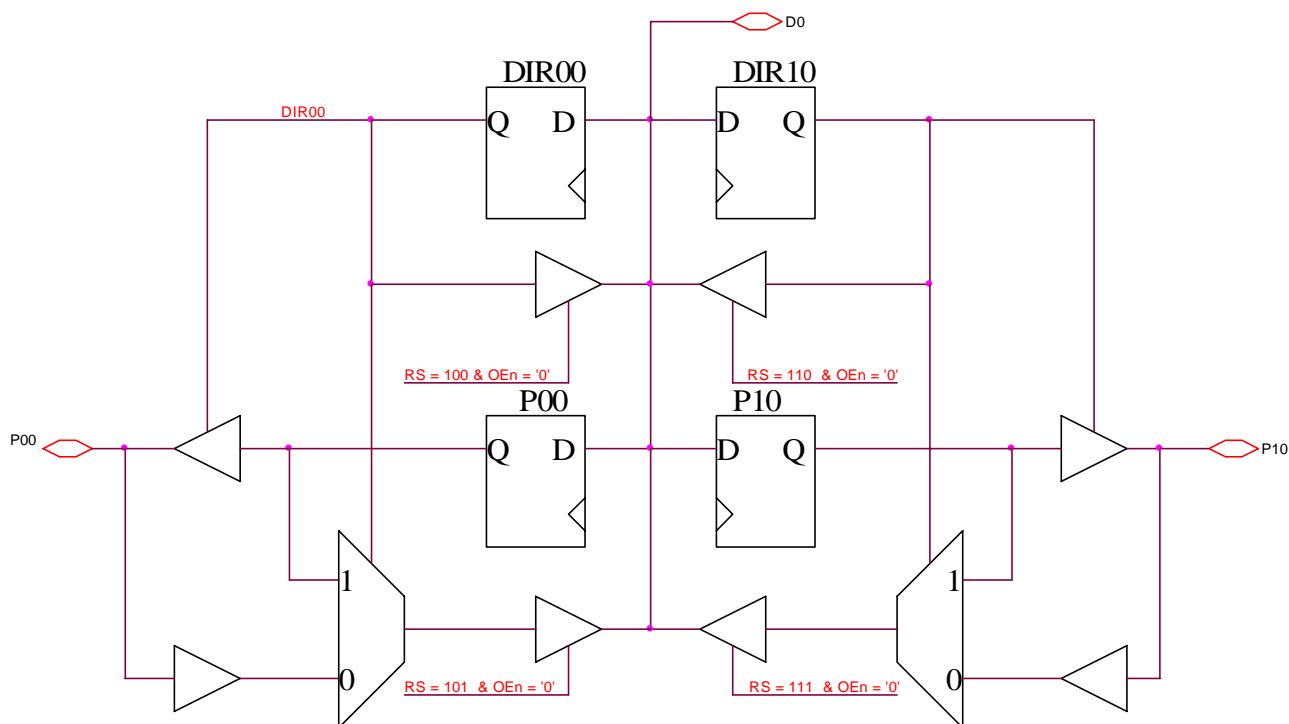 D0
DIR00 DIR10
DIR00
Q D D Q
RS = 100 & OEn = '0' RS = 110 & OEn = '0'
P00 P10
P00 Q D D Q P10
1 1
0 0
RS = 101 & OEn = '0' RS = 111 & OEn = '0'